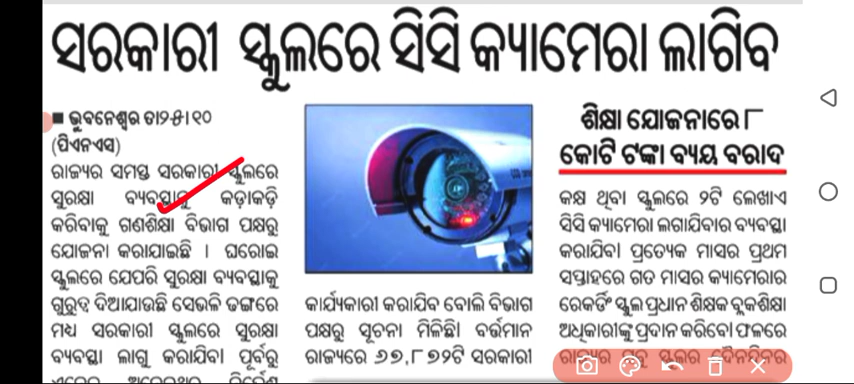 ସରକାରୀ ସ୍କୁଲରେ ସିସି କ୍ୟାମେରା ଲାଗିବ
■ ଭୁବନେଶ୍ୱର ତା୨୫।୧୦
(ପିଏନଏସ)
ରାଜ୍ୟର ସମସ୍ତ ସରକାରୀ ସ୍କୁଲରେ
ସୁରକ୍ଷା ବ୍ୟବସ୍ଥାକୁ କଡ଼ାକଡ଼ି
କରିବାକୁ ଗଣଶିକ୍ଷା ବିଭାଗ ପକ୍ଷରୁ
ଯୋଜନା କରାଯାଇଛି । ଘରୋଇ
ସ୍କୁଲରେ ଯେପରି ସୁରକ୍ଷା ବ୍ୟବସ୍ଥାକୁ
ଗୁରୁତ୍ୱ ଦିଆଯାଉଛି ସେଭଳି ଢଙ୍ଗରେ
ମଧ୍ୟ ସରକାରୀ ସ୍କୁଲରେ ସୁରକ୍ଷା
ବ୍ୟବସ୍ଥା ଲାଗୁ କରାଯିବ। ପୂର୍ବରୁ
କାର୍ଯ୍ୟକାରୀ କରାଯିବ ବୋଲି ବିଭାଗ
ପକ୍ଷରୁ ସୂଚନା ମିଳିଛି। ବର୍ତ୍ତମାନ
ରାଜ୍ୟରେ ୬୭,୮୭୨ଟି ସରକାରୀ
ଶିକ୍ଷା ଯୋଜନାରେ ୮
କୋଟି ଟଙ୍କା ବ୍ୟୟ ବରାଦ
କକ୍ଷ ଥିବା ସ୍କୁଲରେ ୨ଟି ଲେଖାଏ
ସିସି କ୍ୟାମେରା ଲଗାଯିବାର ବ୍ୟବସ୍ଥା
କରାଯିବ। ପ୍ରତ୍ୟେକ ମାସର ପ୍ରଥମ
ସପ୍ତାହରେ ଗତ ମାସର କ୍ୟାମେରାର
ରେକର୍ଡିଂ ସ୍କୁଲ ପ୍ରଧାନ ଶିକ୍ଷକ ବ୍ଲକଶିକ୍ଷା
ଅଧିକାରୀଙ୍କୁ ପ୍ରଦାନ କରିବେ। ଫଳରେ